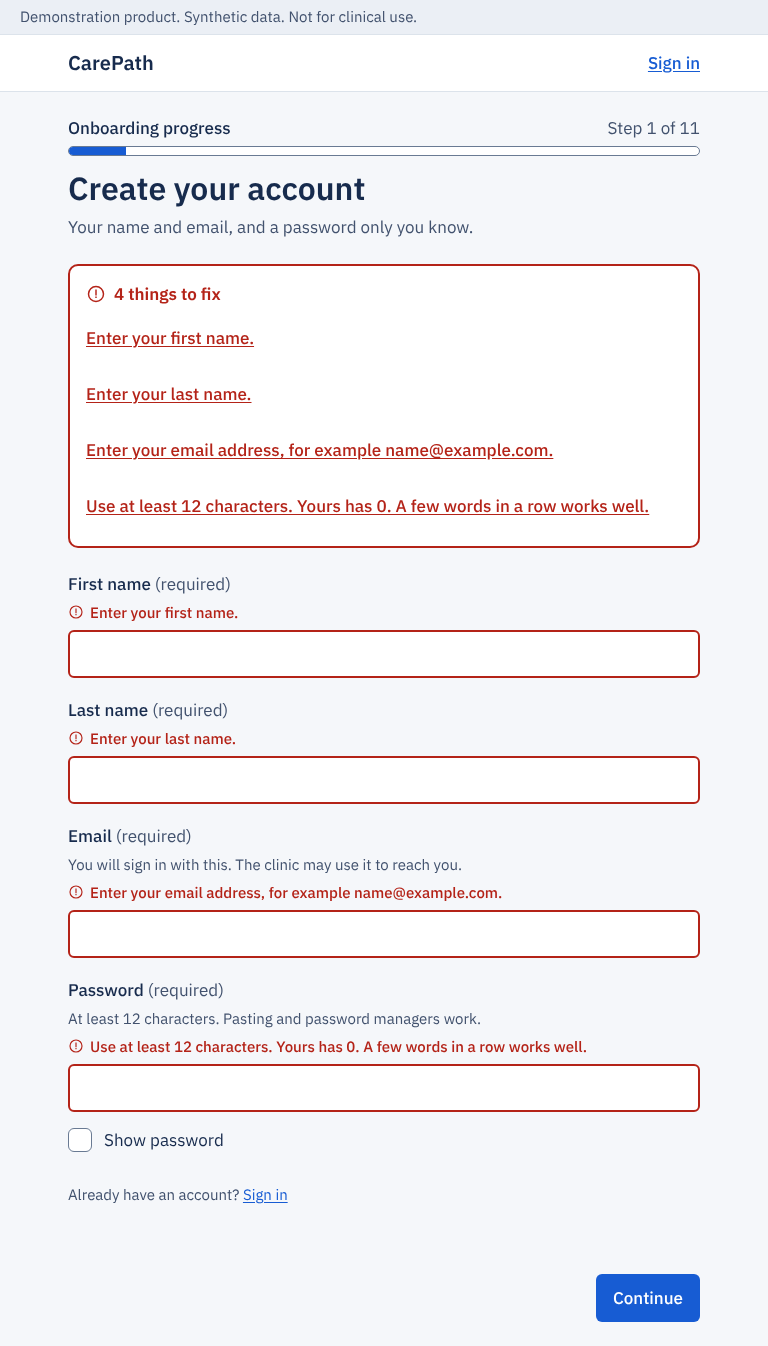 Demonstration product. Synthetic data. Not for clinical use.
CarePath
Sign in
Onboarding progress
Step 1 of 11
Create your account
Your name and email, and a password only you know.
4 things to fix
Enter your first name.
Enter your last name.
Enter your email address, for example name@example.com.
Use at least 12 characters. Yours has 0. A few words in a row works well.
First name (required)
Enter your first name.
Last name (required)
Enter your last name.
Email (required)
You will sign in with this. The clinic may use it to reach you.
Enter your email address, for example name@example.com.
Password (required)
At least 12 characters. Pasting and password managers work.
Use at least 12 characters. Yours has 0. A few words in a row works well.
Show password
Already have an account? Sign in
Continue